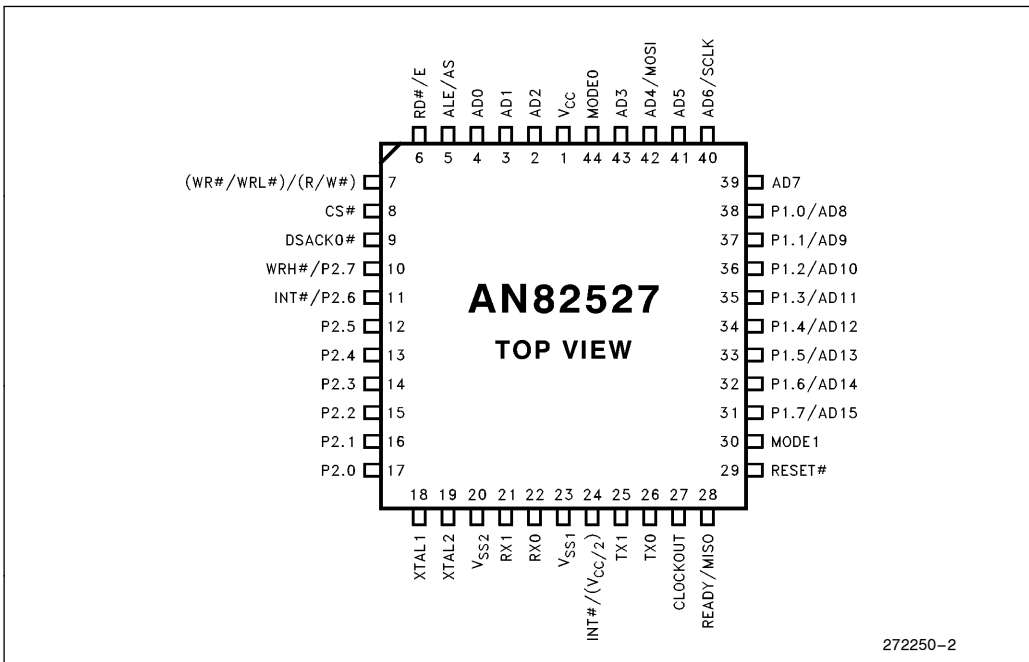 RD#/E
ALE/AS
AD0
AD1
AD2
VCC
MODE0
AD3
AD4/MOSI
AD5
AD6/SCLK
6 5 4 3 2 1 44 43 42 41 40
(WR#/WRL#)/(R/W#) 7
CS# 8
DSACK0# 9
WRH#/P2.7 10
INT#/P2.6 11
P2.5 12
P2.4 13
P2.3 14
P2.2 15
P2.1 16
P2.0 17
AN82527
TOP VIEW
39 AD7
38 P1.0/AD8
37 P1.1/AD9
36 P1.2/AD10
35 P1.3/AD11
34 P1.4/AD12
33 P1.5/AD13
32 P1.6/AD14
31 P1.7/AD15
30 MODE1
29 RESET#
18 19 20 21 22 23 24 25 26 27 28
XTAL1
XTAL2
VSS2
RX1
RX0
VSS1
INT#/(VCC/2)
TX1
TX0
CLOCKOUT
READY/MISO
272250–2